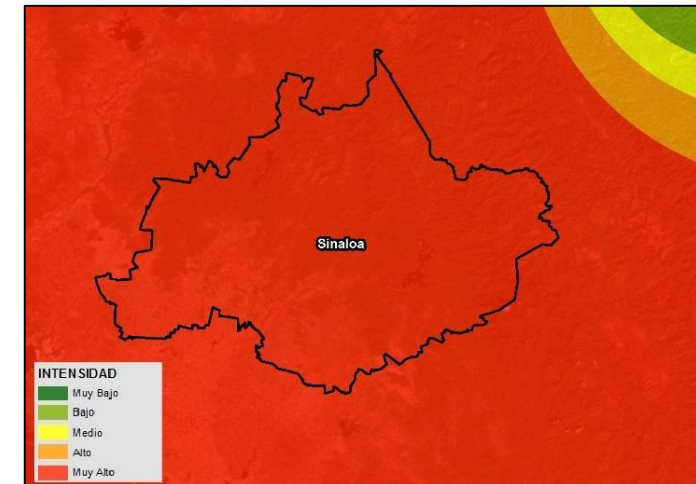 Sinaloa
INTENSIDAD
Muy Bajo
Bajo
Medio
Alto
Muy Alto